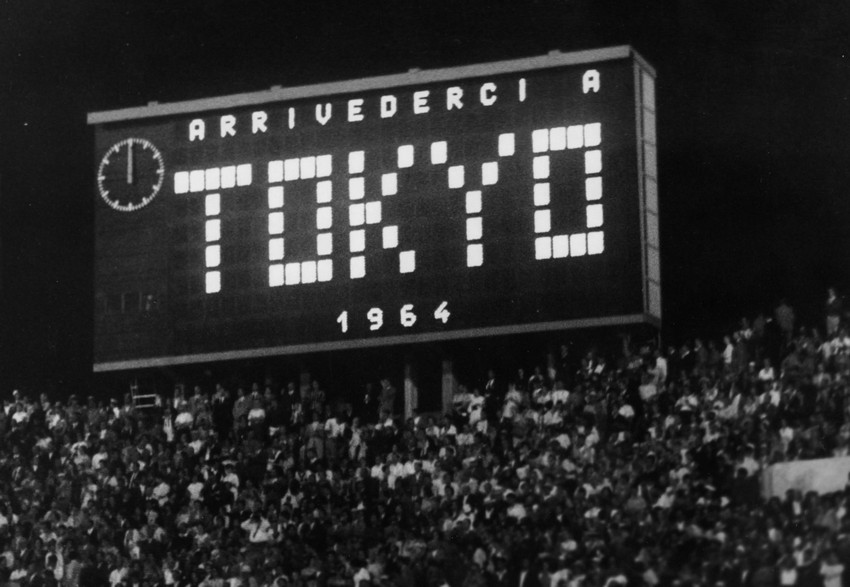 ARRIVEDERCI A
TOKYO
1964